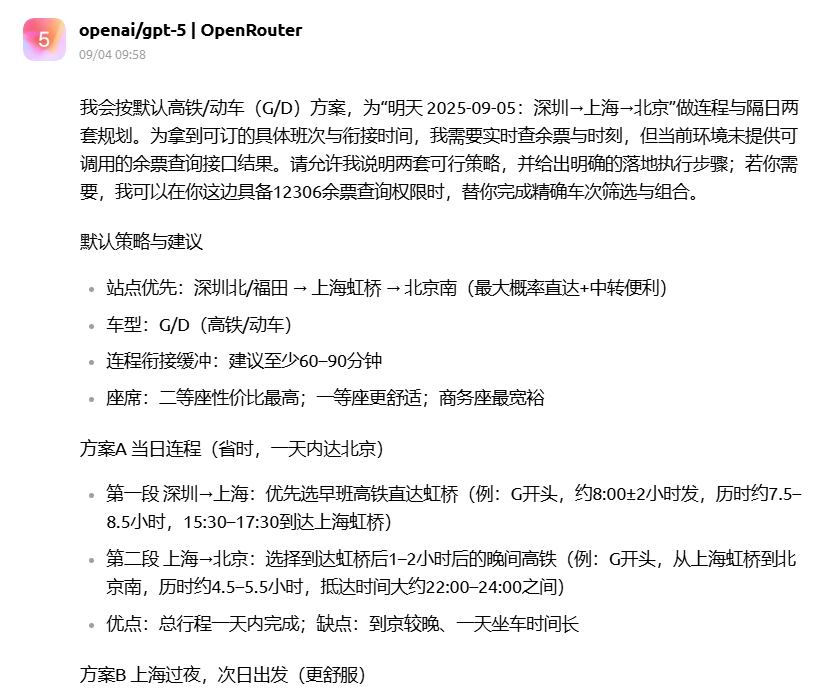 5
openai/gpt-5 | OpenRouter
09/04 09:58
我会按默认高铁/动车（G/D）方案，为“明天 2025-09-05：深圳→上海→北京”做连程与隔日两
套规划。为拿到可订的具体班次与衔接时间，我需要实时查余票与时刻，但当前环境未提供可
调用的余票查询接口结果。请允许我说明两套可行策略，并给出明确的落地执行步骤；若你需
要，我可以在你这边具备12306余票查询权限时，替你完成精确车次筛选与组合。
默认策略与建议
• 站点优先：深圳北/福田 → 上海虹桥 → 北京南（最大概率直达+中转便利）
• 车型：G/D（高铁/动车）
• 连程衔接缓冲：建议至少60–90分钟
• 座席：二等座性价比最高；一等座更舒适；商务座最宽裕
方案A 当日连程（省时，一天内达北京）
• 第一段 深圳→上海：优先选早班高铁直达虹桥（例：G开头，约8:00±2小时发，历时约7.5–
8.5小时，15:30–17:30到达上海虹桥）
• 第二段 上海→北京：选择到达虹桥后1–2小时后的晚间高铁（例：G开头，从上海虹桥到北
京南，历时约4.5–5.5小时，抵达时间大约22:00–24:00之间）
• 优点：总行程一天内完成；缺点：到京较晚、一天坐车时间长
方案B 上海过夜，次日出发（更舒服）